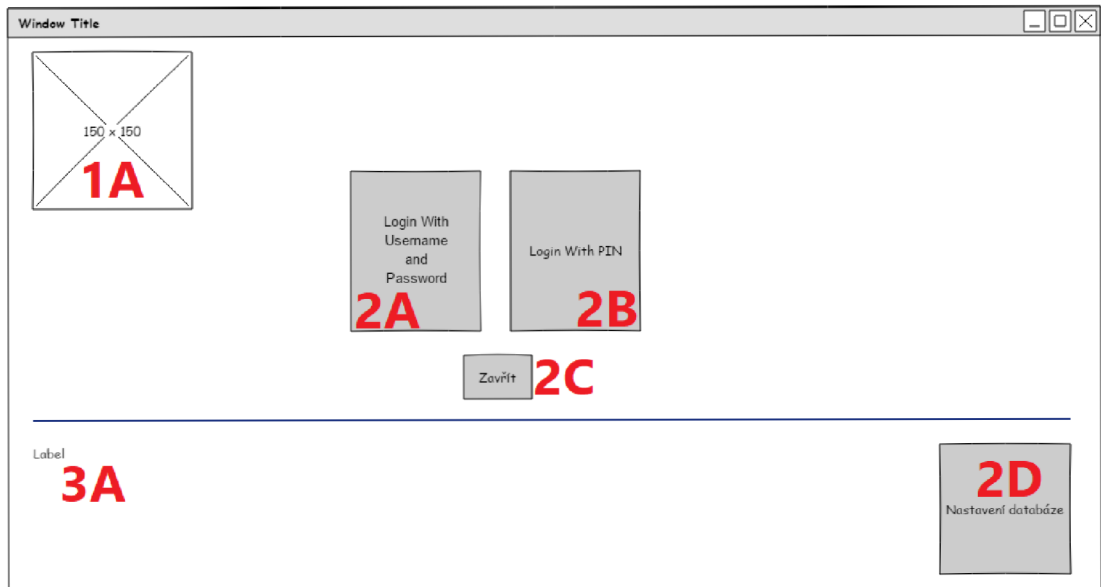 Window Title
150 x 150
1A
Login With
Username
and
Password
2A
Login With PIN
2B
Zavřít
2C
Label
3A
2D
Nastavení databáze